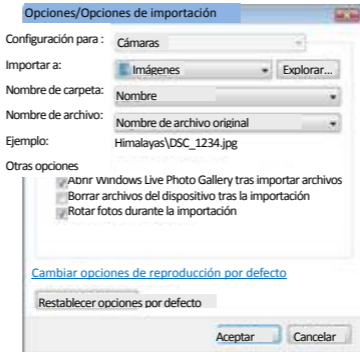 Opciones/Opciones de importación
Configuración para : Cámaras
Importar a: Imágenes Explorar...
Nombre de carpeta: Nombre
Nombre de archivo: Nombre de archivo original
Ejemplo: Himalayas\DSC_1234.jpg
Otras opciones
Abrir Windows Live Photo Gallery tras importar archivos
Borrar archivos del dispositivo tras la importación
Rotar fotos durante la importación
Cambiar opciones de reproducción por defecto
Restablecer opciones por defecto
Aceptar Cancelar